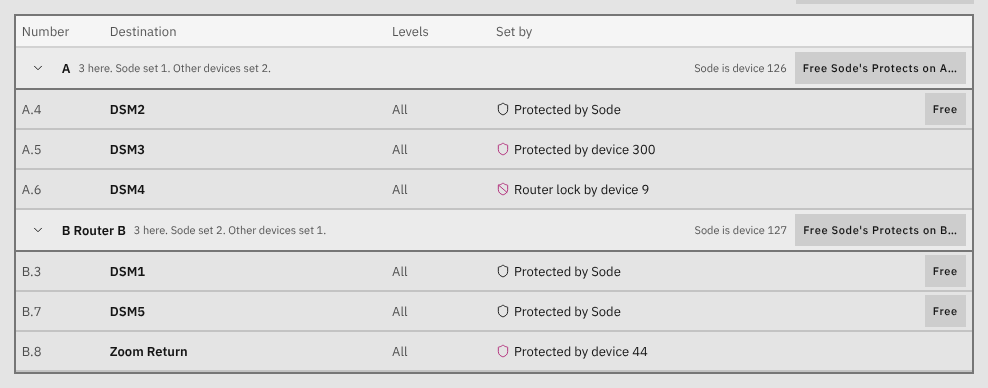 Number Destination Levels Set by
A 3 here. Sode set 1. Other devices set 2. Sode is device 126 Free Sode's Protects on A...
A.4 DSM2 All Protected by Sode Free
A.5 DSM3 All Protected by device 300
A.6 DSM4 All Router lock by device 9
B Router B 3 here. Sode set 2. Other devices set 1. Sode is device 127 Free Sode's Protects on B...
B.3 DSM1 All Protected by Sode Free
B.7 DSM5 All Protected by Sode Free
B.8 Zoom Return All Protected by device 44